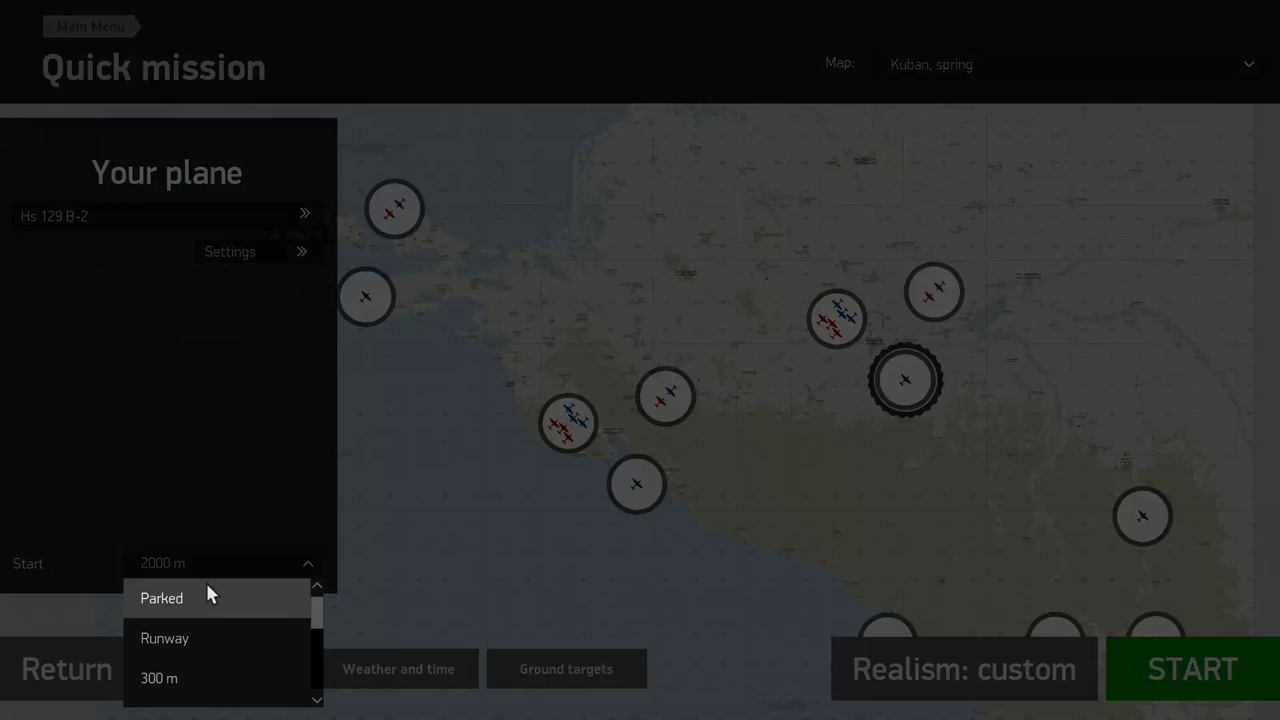 Main Menu
Quick mission
Map:
Kuban, spring
Your plane
Hs 129 B-2
Settings
Start
2000 m
Parked
Runway
300 m
Return
Weather and time
Ground targets
Realism: custom
START